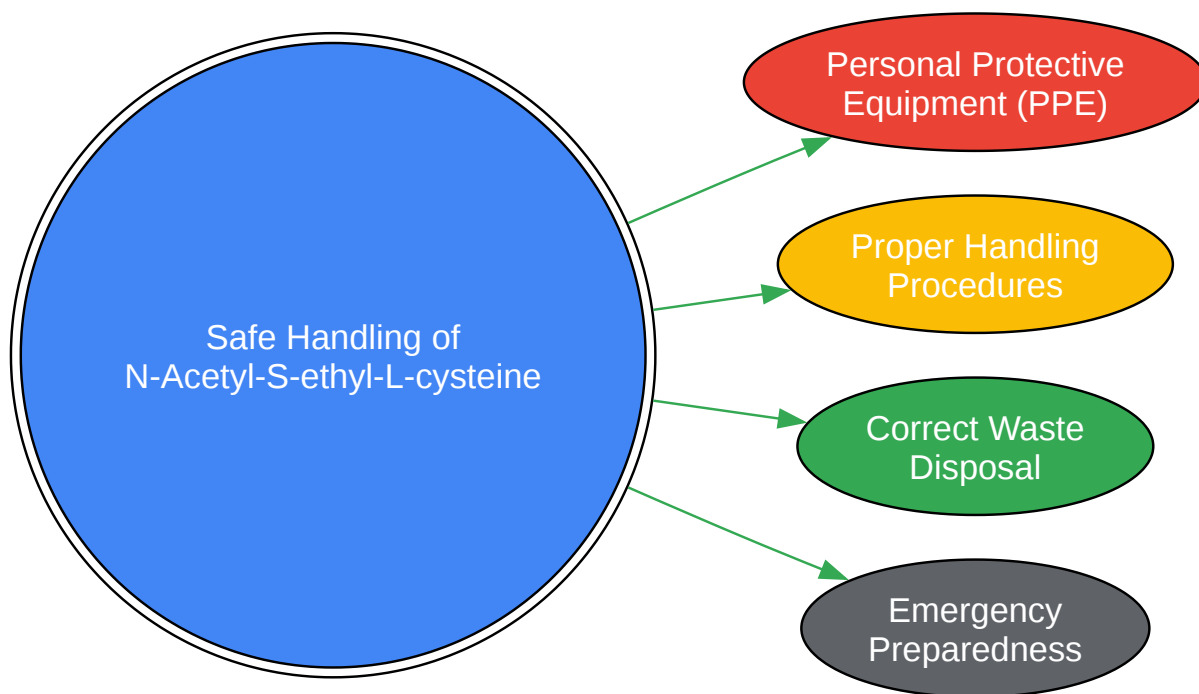 Safe Handling of
N-Acetyl-S-ethyl-L-cysteine
Personal Protective
Equipment (PPE)
Proper Handling
Procedures
Correct Waste
Disposal
Emergency
Preparedness